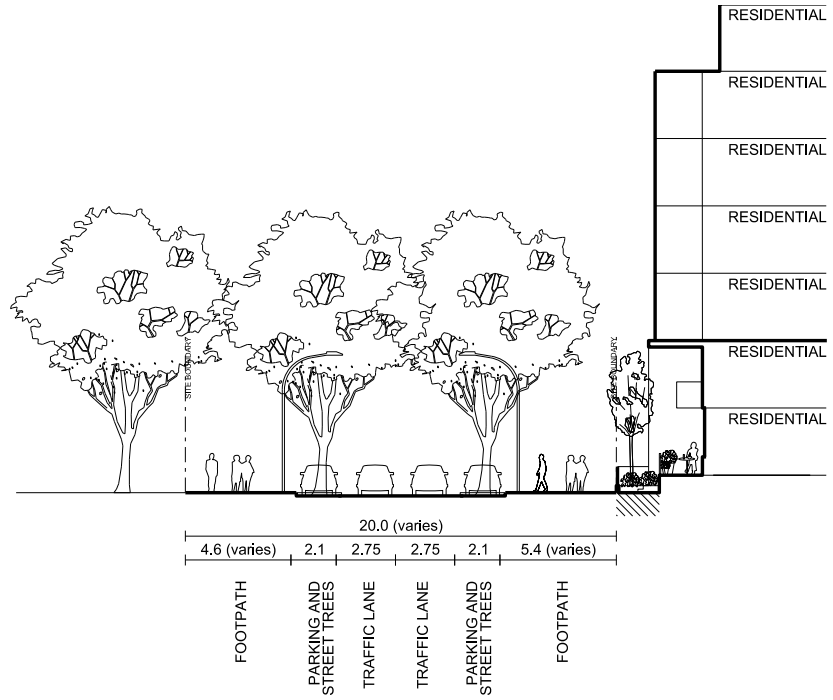 RESIDENTIAL
RESIDENTIAL
RESIDENTIAL
RESIDENTIAL
RESIDENTIAL
RESIDENTIAL
RESIDENTIAL
SITE BOUNDARY
BOUNDARY
20.0 (varies)
4.6 (varies)
2.1
2.75
2.75
2.1
5.4 (varies)
FOOTPATH
PARKING AND
STREET TREES
TRAFFIC LANE
TRAFFIC LANE
PARKING AND
STREET TREES
FOOTPATH